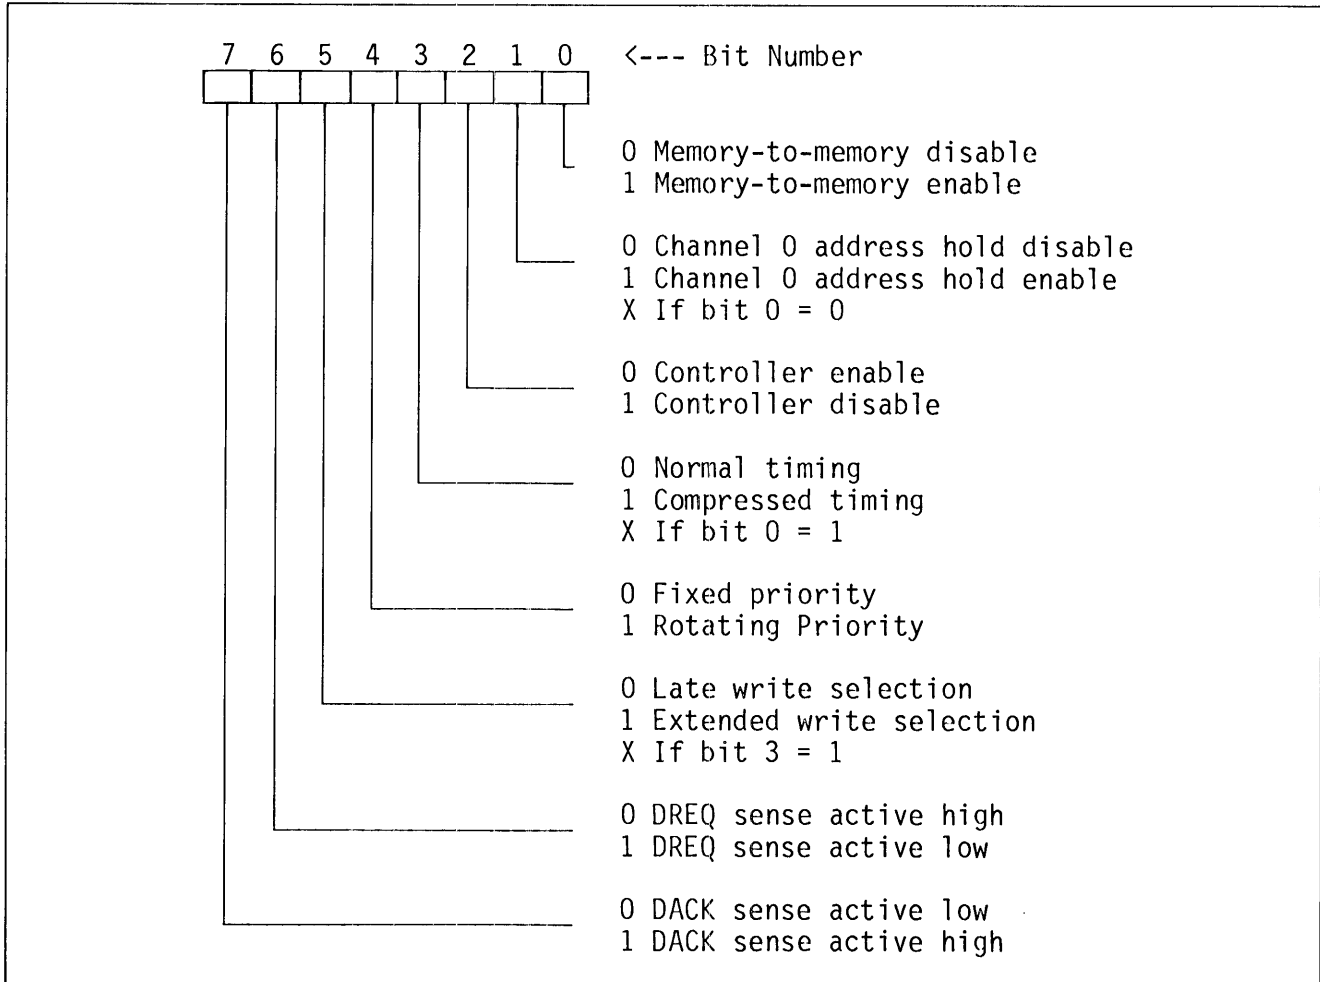 7 6 5 4 3 2 1 0 <--- Bit Number
0 Memory-to-memory disable
1 Memory-to-memory enable
0 Channel 0 address hold disable
1 Channel 0 address hold enable
X If bit 0 = 0
0 Controller enable
1 Controller disable
0 Normal timing
1 Compressed timing
X If bit 0 = 1
0 Fixed priority
1 Rotating Priority
0 Late write selection
1 Extended write selection
X If bit 3 = 1
0 DREQ sense active high
1 DREQ sense active low
0 DACK sense active low
1 DACK sense active high